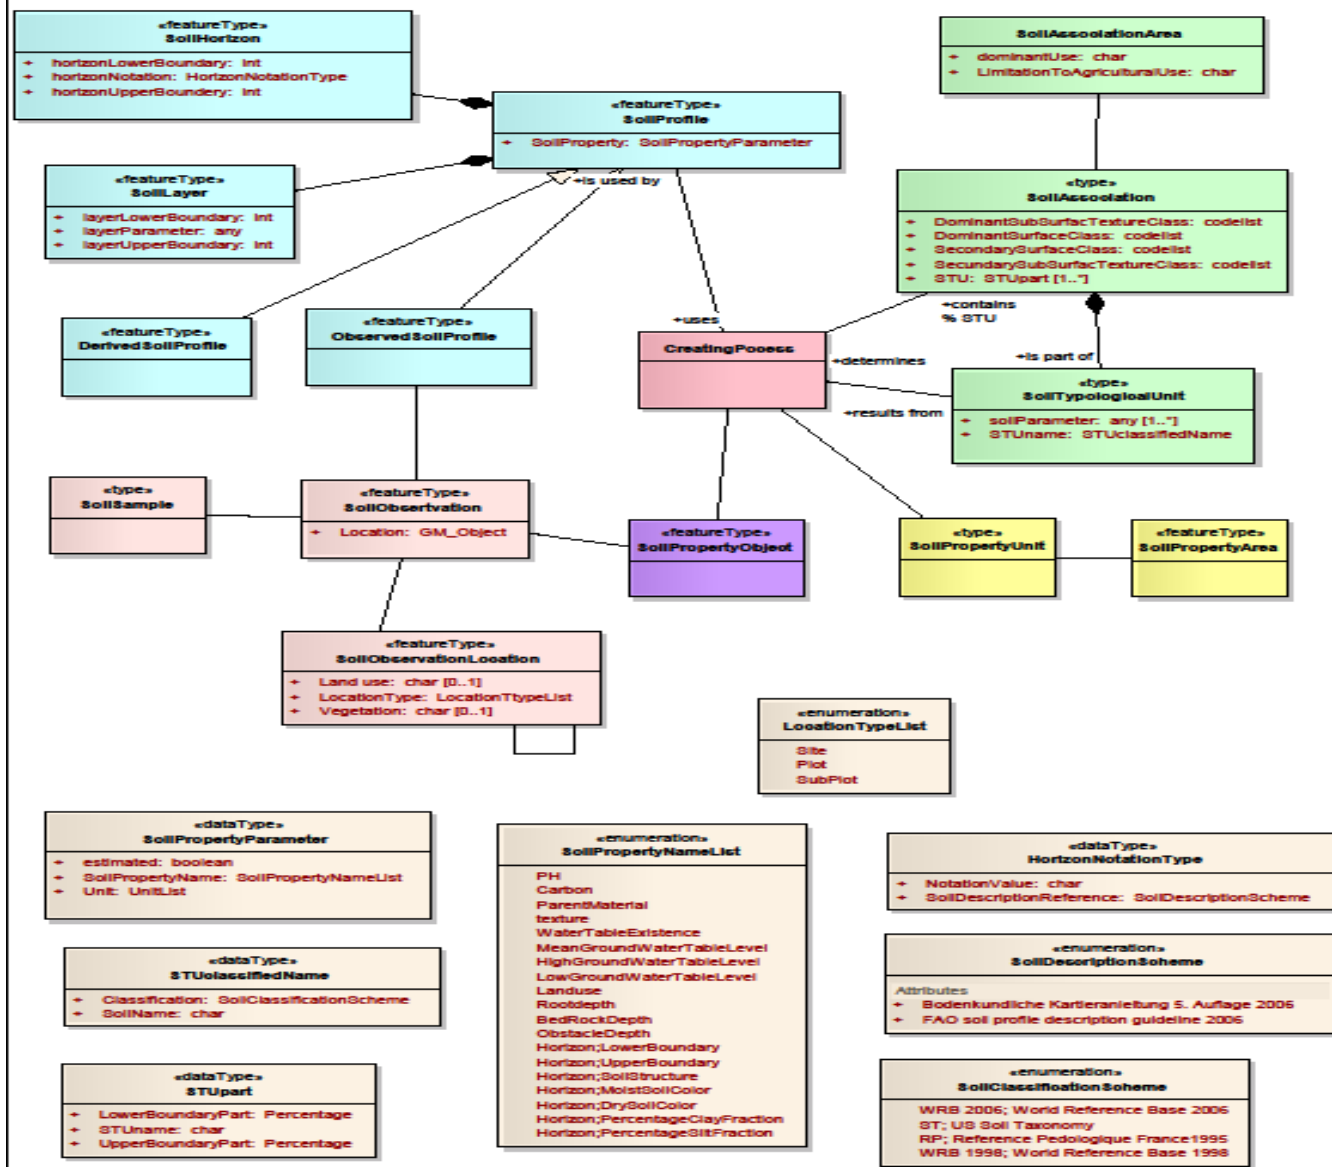 «featureType»
SoilHorizon
+ horizonLowerBoundary: int
+ horizonNotation: HorizonNotationType
+ horizonUpperBoundery: int
«featureType»
SoilProfile
+ SoilProperty: SoilPropertyParameter
SoilAssociationArea
+ dominantUse: char
+ LimitationToAgriculturalUse: char
«featureType»
SoilLayer
+ layerLowerBoundary: int
+ layerParameter: any
+ layerUpperBoundary: int
+is used by
«type»
SoilAssociation
+ DominantSubSurfacTextureClass: codelist
+ DominantSurfaceClass: codelist
+ SecondarySurfaceClass: codelist
+ SecundarySubSurfacTextureClass: codelist
+ STU: STUpart [1..*]
«featureType»
DerivedSoilProfile
«featureType»
ObservedSoilProfile
+uses
+contains
% STU
CreatingPocess
+determines
+is part of
+results from
«type»
SoilTypologicalUnit
+ soilParameter: any [1..*]
+ STUname: STUclassifiedName
«type»
SoilSample
«featureType»
SoilObsertvation
+ Location: GM_Object
«featureType»
SoilPropertyObject
«type»
SoilPropertyUnit
«featureType»
SoilPropertyArea
«featureType»
SoilObservationLocation
+ Land use: char [0..1]
+ LocationType: LocationTtypeList
+ Vegetation: char [0..1]
«enumeration»
LocationTypeList
Site
Plot
SubPlot
«dataType»
SoilPropertyParameter
+ estimated: boolean
+ SoilPropertyName: SoilPropertyNameList
+ Unit: UnitList
«enumeration»
SoilPropertyNameList
PH
Carbon
ParentMaterial
texture
WaterTableExistence
MeanGroundWaterTableLevel
HighGroundWaterTableLevel
LowGroundWaterTableLevel
Landuse
Rootdepth
BedRockDepth
ObstacleDepth
Horizon;LowerBoundary
Horizon;UpperBoundary
Horizon;SoilStructure
Horizon;MoistSoilColor
Horizon;DrySoilColor
Horizon;PercentageClayFraction
Horizon;PercentageSiltFraction
«dataType»
HorizonNotationType
+ NotationValue: char
+ SoilDescriptionReference: SoilDescriptionScheme
«dataType»
STUclassifiedName
+ Classification: SoilClassificationScheme
+ SoilName: char
«enumeration»
SoilDescriptionScheme
Attributes
+ Bodenkundliche Kartieranleitung 5. Auflage 2006
+ FAO soil profile description guideline 2006
«dataType»
STUpart
+ LowerBoundaryPart: Percentage
+ STUname: char
+ UpperBoundaryPart: Percentage
«enumeration»
SoilClassificationScheme
WRB 2006; World Reference Base 2006
ST; US Soil Taxonomy
RP; Reference Pedologique France1995
WRB 1998; World Reference Base 1998